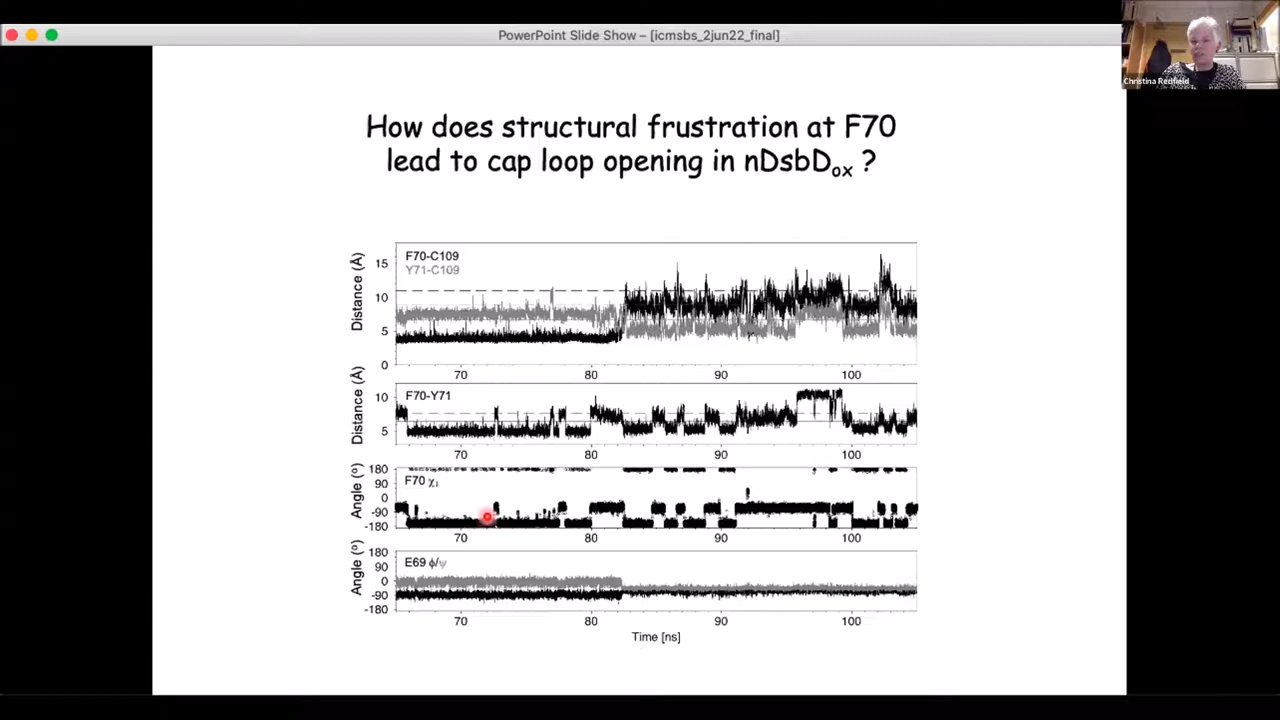 PowerPoint Slide Show – [icmsbs_2jun22_final]
Christina Redfield
How does structural frustration at F70
lead to cap loop opening in nDsbDox ?
F70-C109
Y71-C109
Distance (Å)
15
10
5
0
70 80 90 100
F70-Y71
Distance (Å)
10
5
70 80 90 100
F70 χ₁
Angle (º)
180
90
0
-90
-180
70 80 90 100
E69 ϕ/ψ
Angle (º)
180
90
0
-90
-180
70 80 90 100
Time [ns]